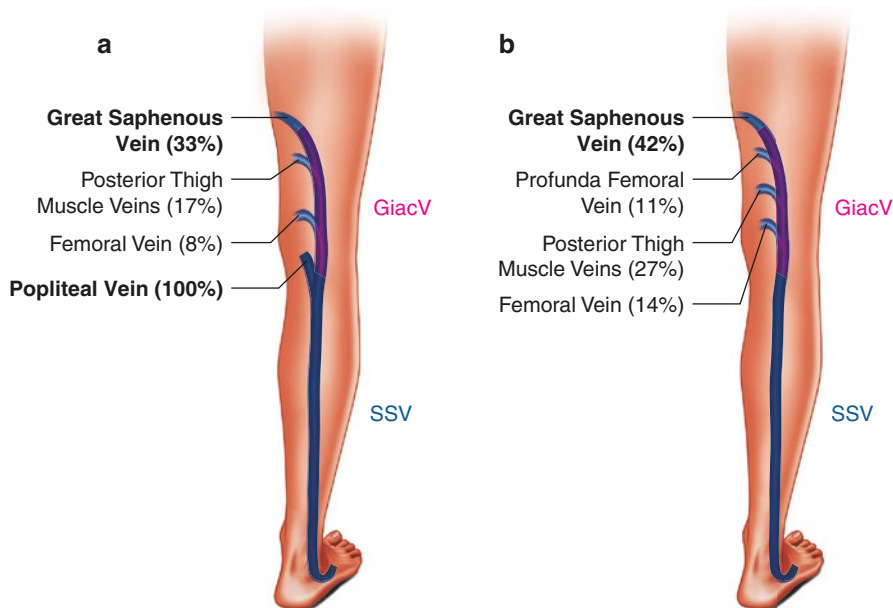 a
Great Saphenous
Vein (33%)
Posterior Thigh
Muscle Veins (17%)
Femoral Vein (8%)
Popliteal Vein (100%)
GiacV
SSV
b
Great Saphenous
Vein (42%)
Profunda Femoral
Vein (11%)
Posterior Thigh
Muscle Veins (27%)
Femoral Vein (14%)
GiacV
SSV